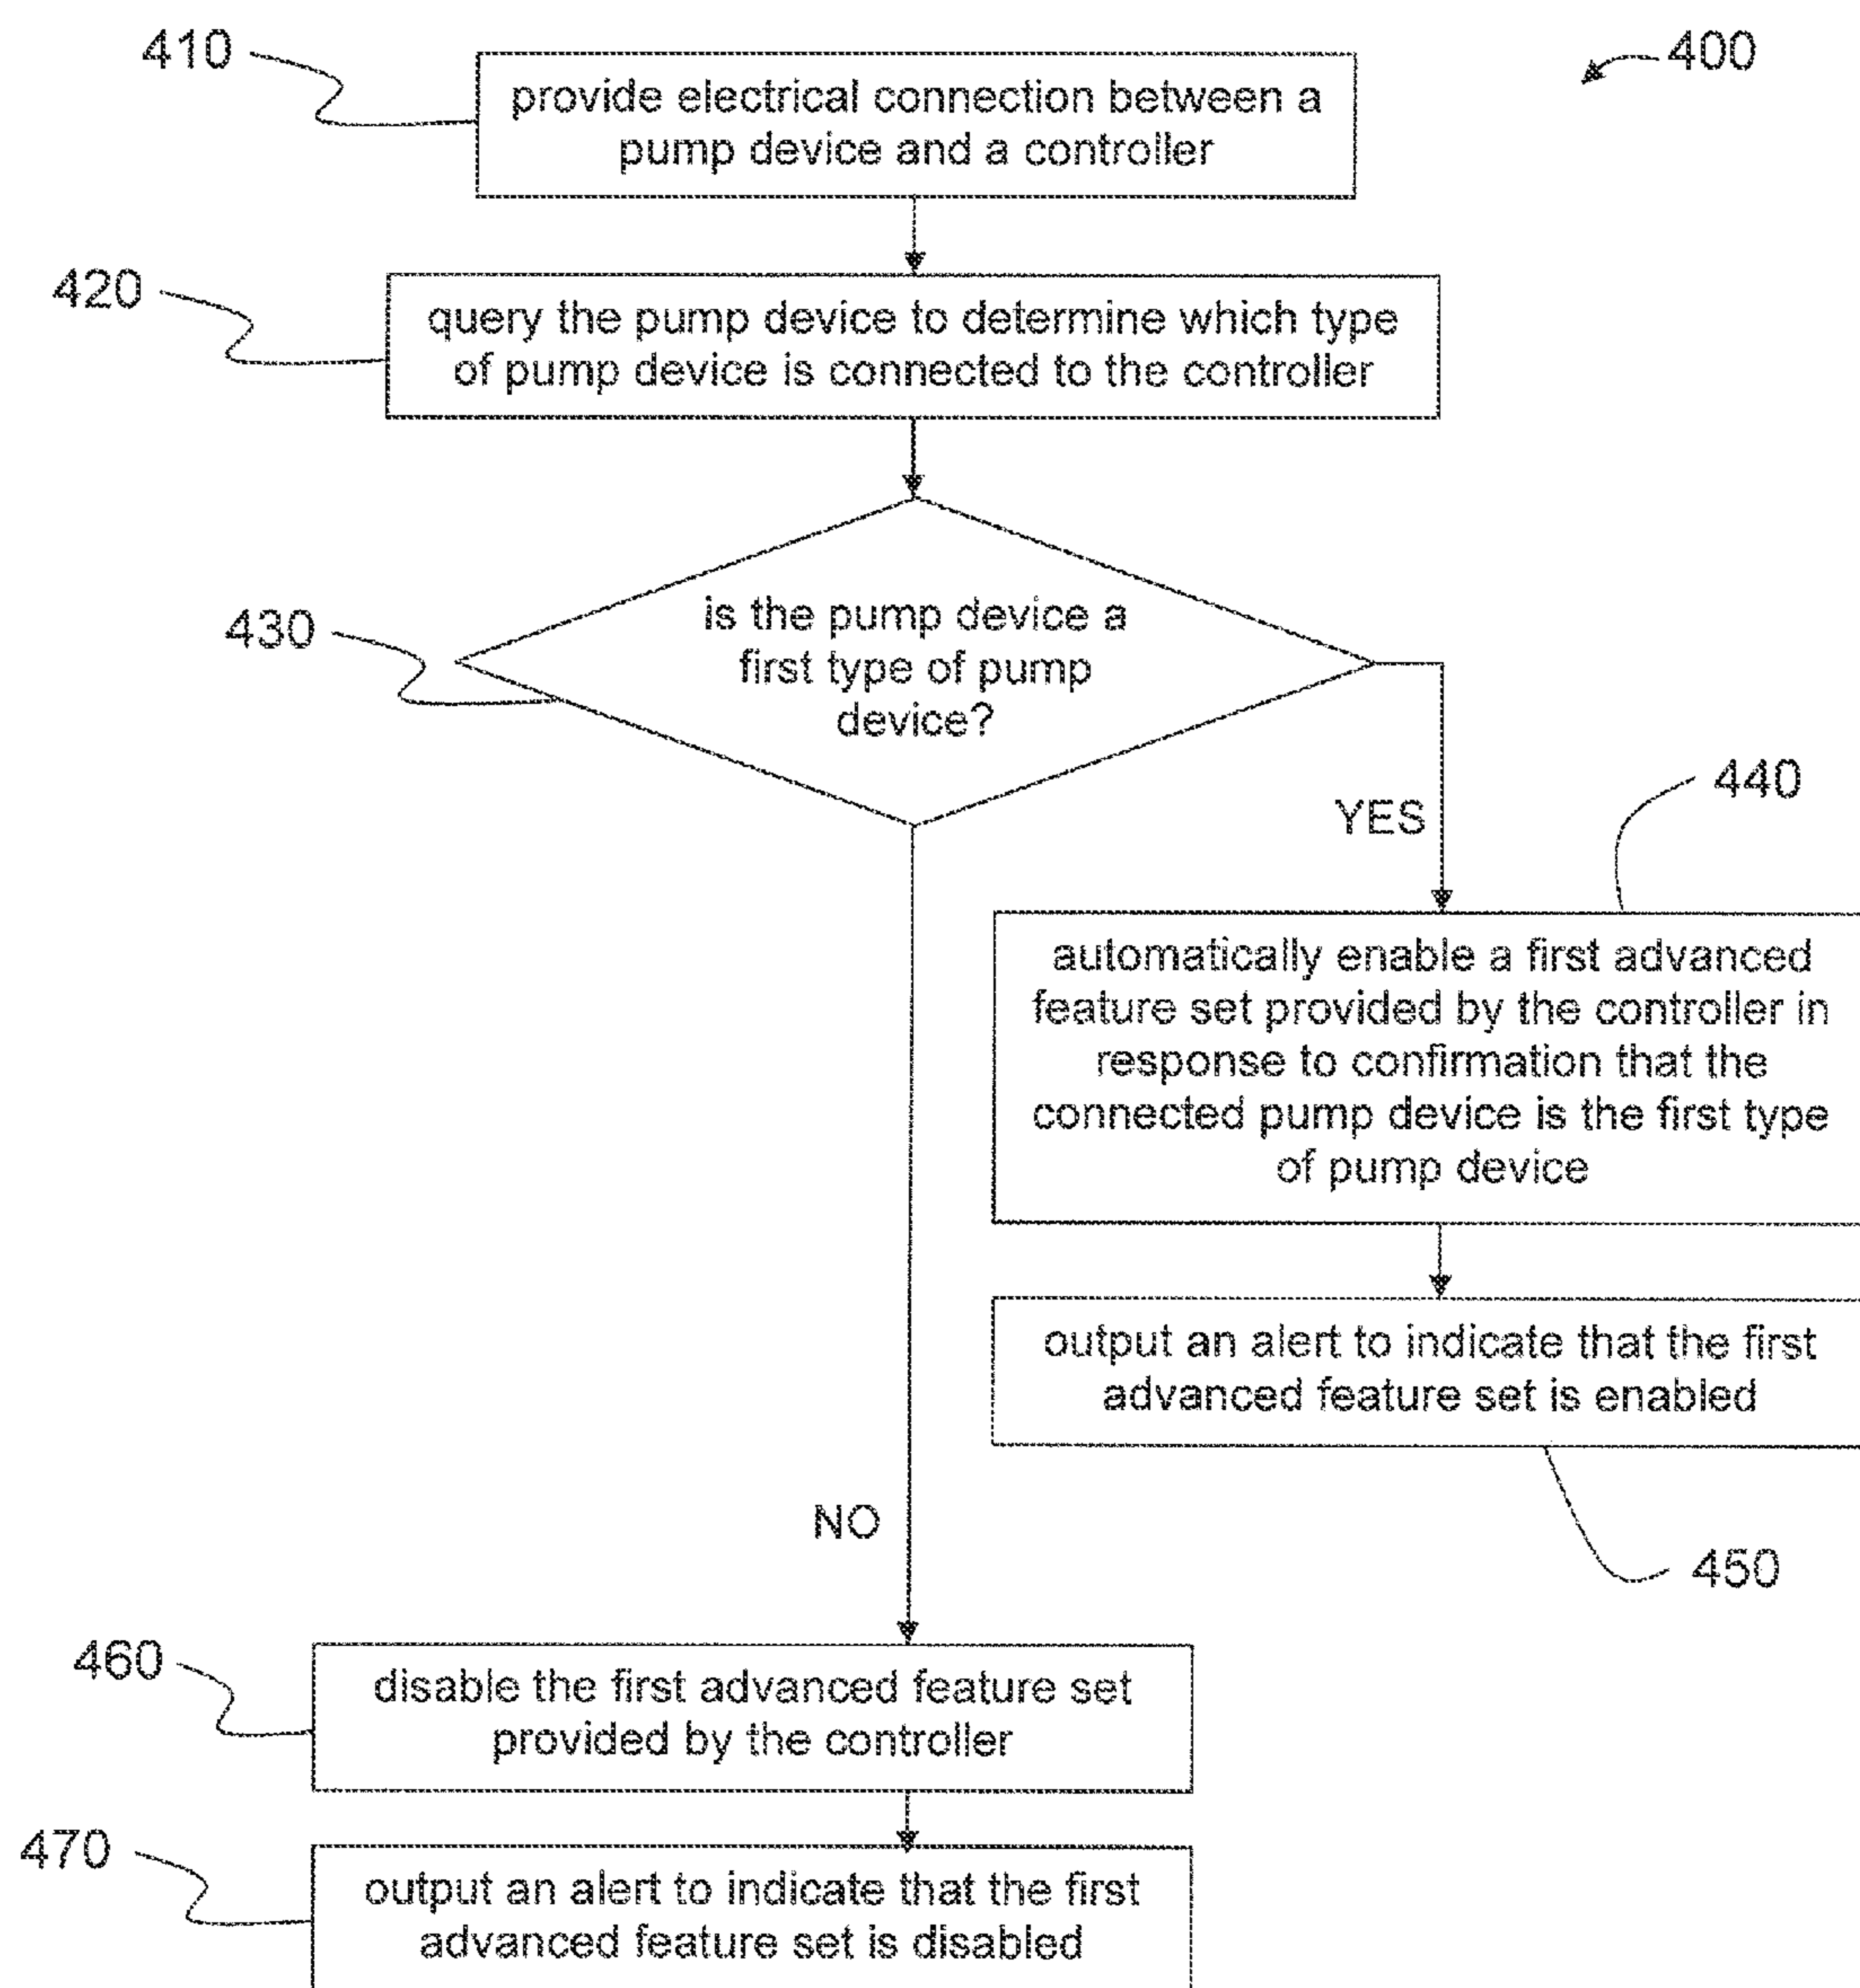 410
400
provide electrical connection between a
pump device and a controller
420
query the pump device to determine which type
of pump device is connected to the controller
430
is the pump device a
first type of pump
device?
YES
440
automatically enable a first advanced
feature set provided by the controller in
response to confirmation that the
connected pump device is the first type
of pump device
output an alert to indicate that the first
advanced feature set is enabled
450
NO
460
disable the first advanced feature set
provided by the controller
470
output an alert to indicate that the first
advanced feature set is disabled